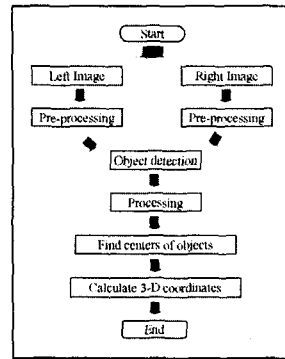 Start
Left Image
Right Image
Pre-processing
Pre-processing
Object detection
Processing
Find centers of objects
Calculate 3-D coordinates
End